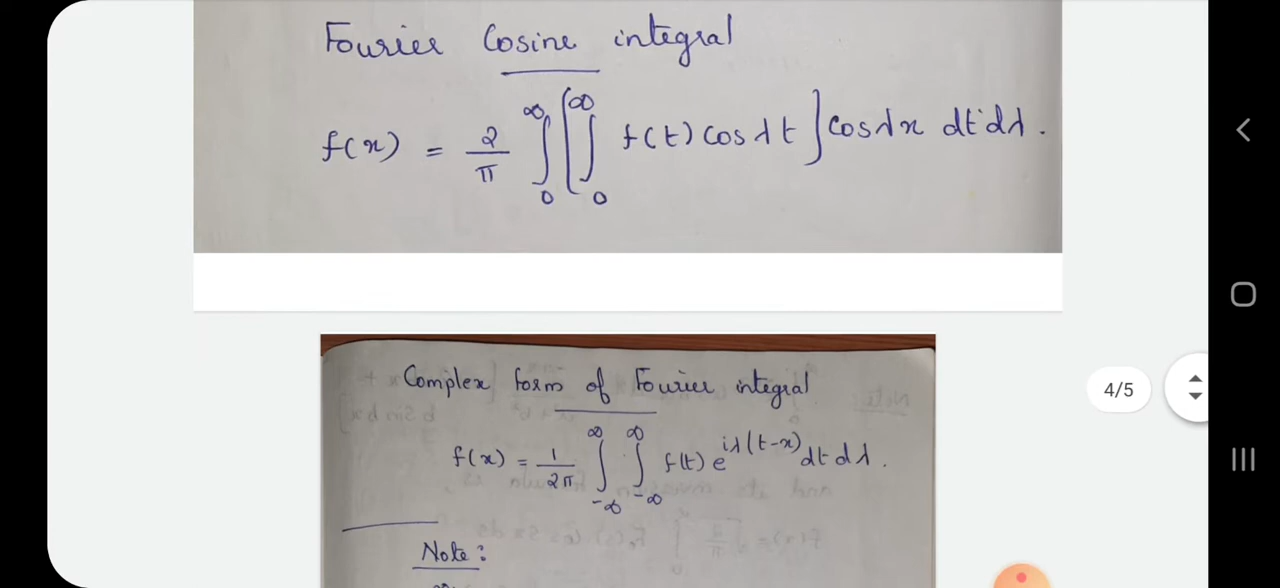 Fourier Cosine integral
f(x) = 2/π ∫₀^∞ [∫₀^∞ f(t) cos λt] cos λx dt dλ.
Complex Form of Fourier integral
f(x) = 1/2π ∫₋∞^∞ ∫₋∞^∞ f(t) e^{iλ(t-x)} dt dλ.
4/5
Note: